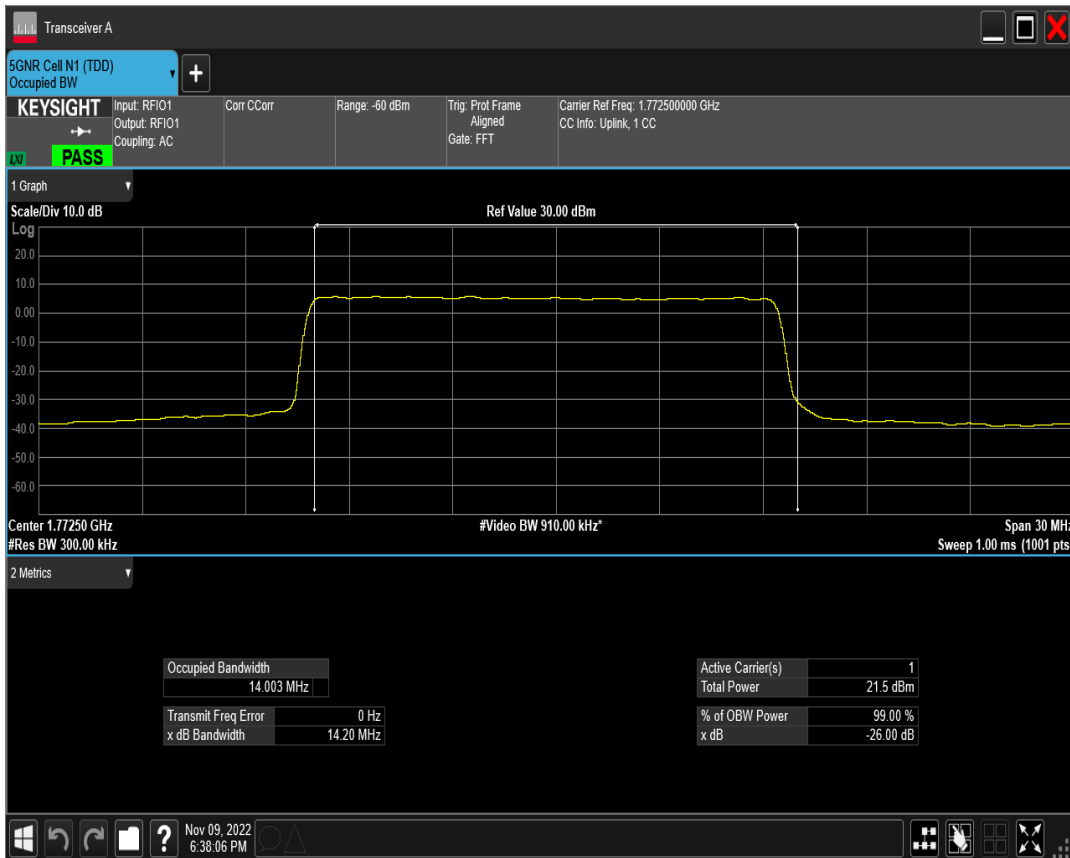 Transceiver A
5GNR Cell N1 (TDD)
Occupied BW
+
KEYSIGHT
LXI
PASS
Input: RFIO1
Output: RFIO1
Coupling: AC
Corr CCorr
Range: -60 dBm
Trig: Prot Frame
Aligned
Gate: FFT
Carrier Ref Freq: 1.772500000 GHz
CC Info: Uplink, 1 CC
1 Graph
Scale/Div 10.0 dB
Ref Value 30.00 dBm
Log
20.0
10.0
0.00
-10.0
-20.0
-30.0
-40.0
-50.0
-60.0
Center 1.77250 GHz
#Video BW 910.00 kHz*
Span 30 MHz
#Res BW 300.00 kHz
Sweep 1.00 ms (1001 pts
2 Metrics
Occupied Bandwidth
14.003 MHz
Transmit Freq Error 0 Hz
x dB Bandwidth 14.20 MHz
Active Carrier(s) 1
Total Power 21.5 dBm
% of OBW Power 99.00 %
x dB -26.00 dB
?
Nov 09, 2022
6:38:06 PM